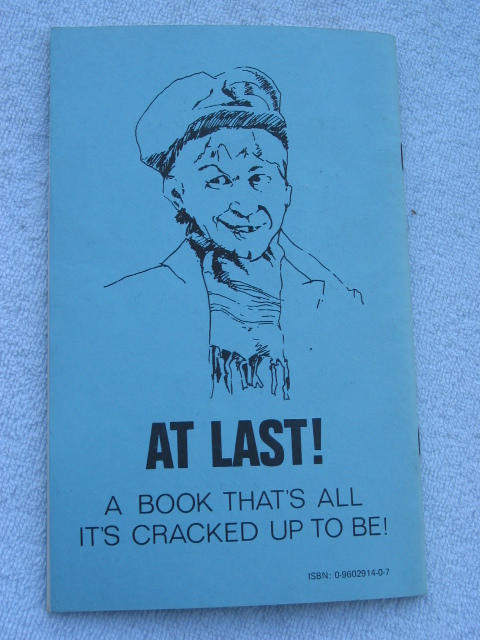 AT LAST!
A BOOK THAT'S ALL
IT'S CRACKED UP TO BE!
ISBN: 0-9602914-0-7